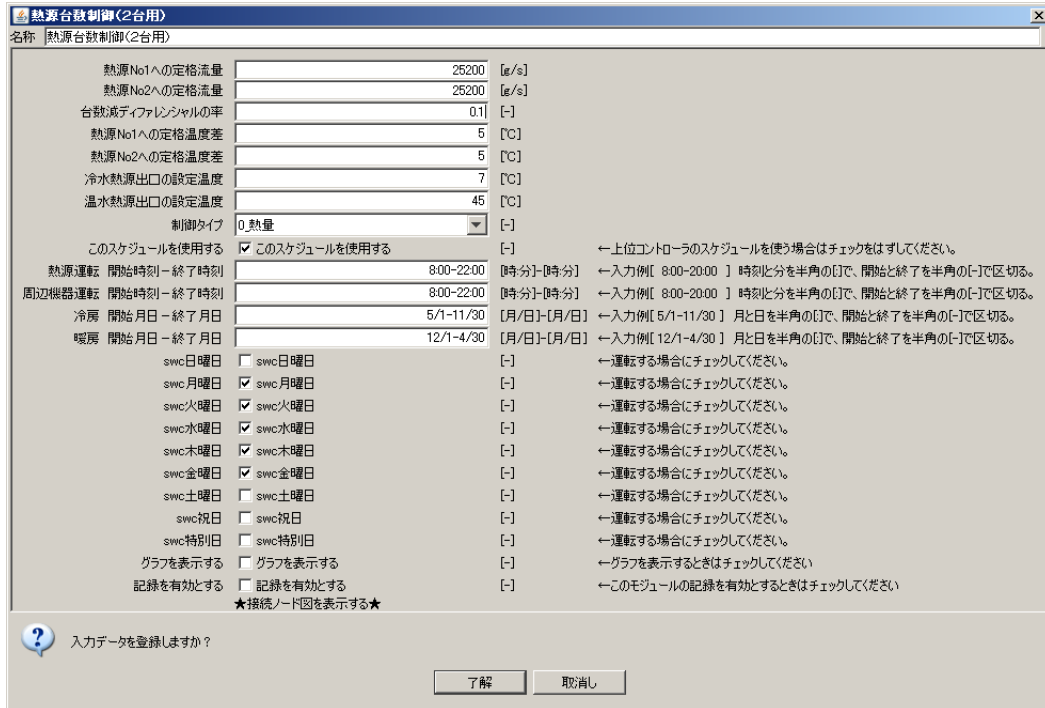 熱源台数制御(2台用)
名称 熱源台数制御(2台用)
熱源No1への定格流量 25200 [g/s]
熱源No2への定格流量 25200 [g/s]
台数減ディファレンシャルの率 0.1 [-]
熱源No1への定格温度差 5 [℃]
熱源No2への定格温度差 5 [℃]
冷水熱源出口の設定温度 7 [℃]
温水熱源出口の設定温度 45 [℃]
制御タイプ 0_熱量 [-]
このスケジュールを使用する このスケジュールを使用する [-] ←上位コントローラのスケジュールを使う場合はチェックをはずしてください。
熱源運転 開始時刻-終了時刻 8:00-22:00 [時:分]-[時:分] ←入力例[ 8:00-20:00 ] 時刻と分を半角の[:]で、開始と終了を半角の[-]で区切る。
周辺機器運転 開始時刻-終了時刻 8:00-22:00 [時:分]-[時:分] ←入力例[ 8:00-20:00 ] 時刻と分を半角の[:]で、開始と終了を半角の[-]で区切る。
冷房 開始月日-終了月日 5/1-11/30 [月/日]-[月/日] ←入力例[ 5/1-11/30 ] 月と日を半角の[:]で、開始と終了を半角の[-]で区切る。
暖房 開始月日-終了月日 12/1-4/30 [月/日]-[月/日] ←入力例[ 12/1-4/30 ] 月と日を半角の[:]で、開始と終了を半角の[-]で区切る。
swc日曜日 swc日曜日 [-] ←運転する場合にチェックしてください。
swc月曜日 swc月曜日 [-] ←運転する場合にチェックしてください。
swc火曜日 swc火曜日 [-] ←運転する場合にチェックしてください。
swc水曜日 swc水曜日 [-] ←運転する場合にチェックしてください。
swc木曜日 swc木曜日 [-] ←運転する場合にチェックしてください。
swc金曜日 swc金曜日 [-] ←運転する場合にチェックしてください。
swc土曜日 swc土曜日 [-] ←運転する場合にチェックしてください。
swc祝日 swc祝日 [-] ←運転する場合にチェックしてください。
swc特別日 swc特別日 [-] ←運転する場合にチェックしてください。
グラフを表示する グラフを表示する [-] ←グラフを表示するときはチェックしてください
記録を有効とする 記録を有効とする [-] ←このモジュールの記録を有効とするときはチェックしてください
★接続ノード図を表示する★
入力データを登録しますか?
了解 取消し